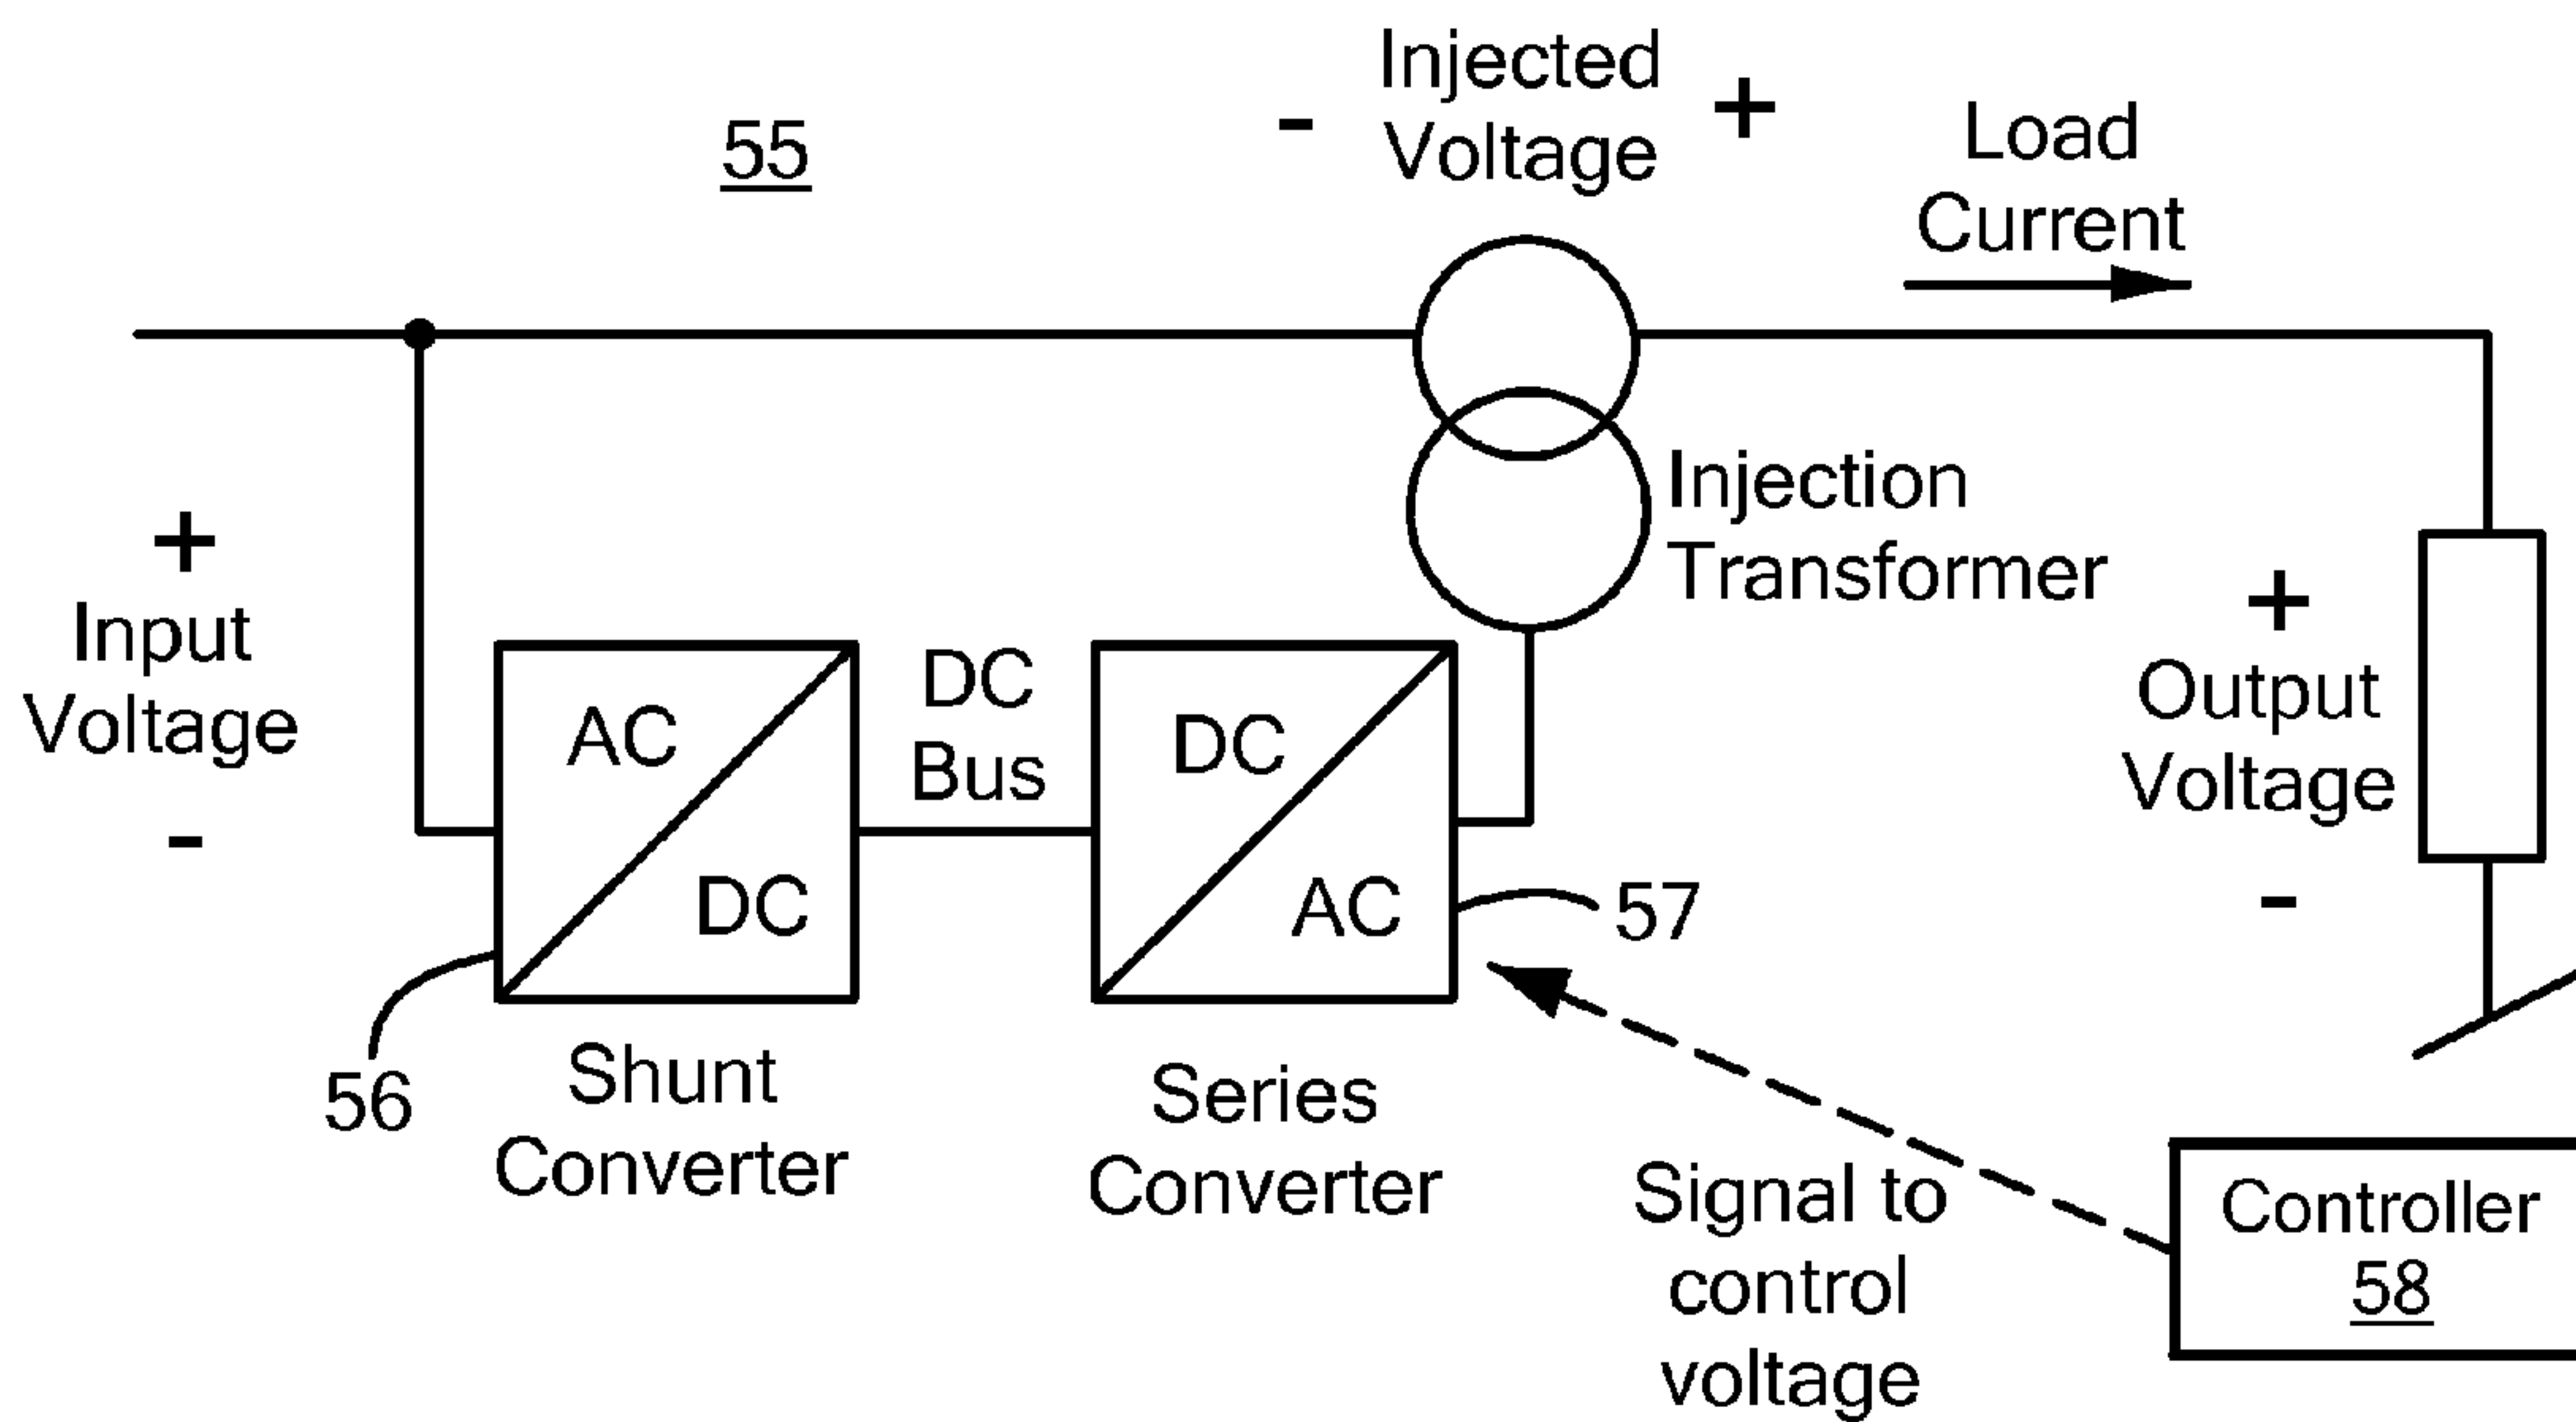 55
-
Injected
Voltage
+
Load
Current
+
Input
Voltage
-
AC
DC
DC
Bus
DC
AC
Injection
Transformer
+
Output
Voltage
-
57
56
Shunt
Converter
Series
Converter
Signal to
control
voltage
Controller
58